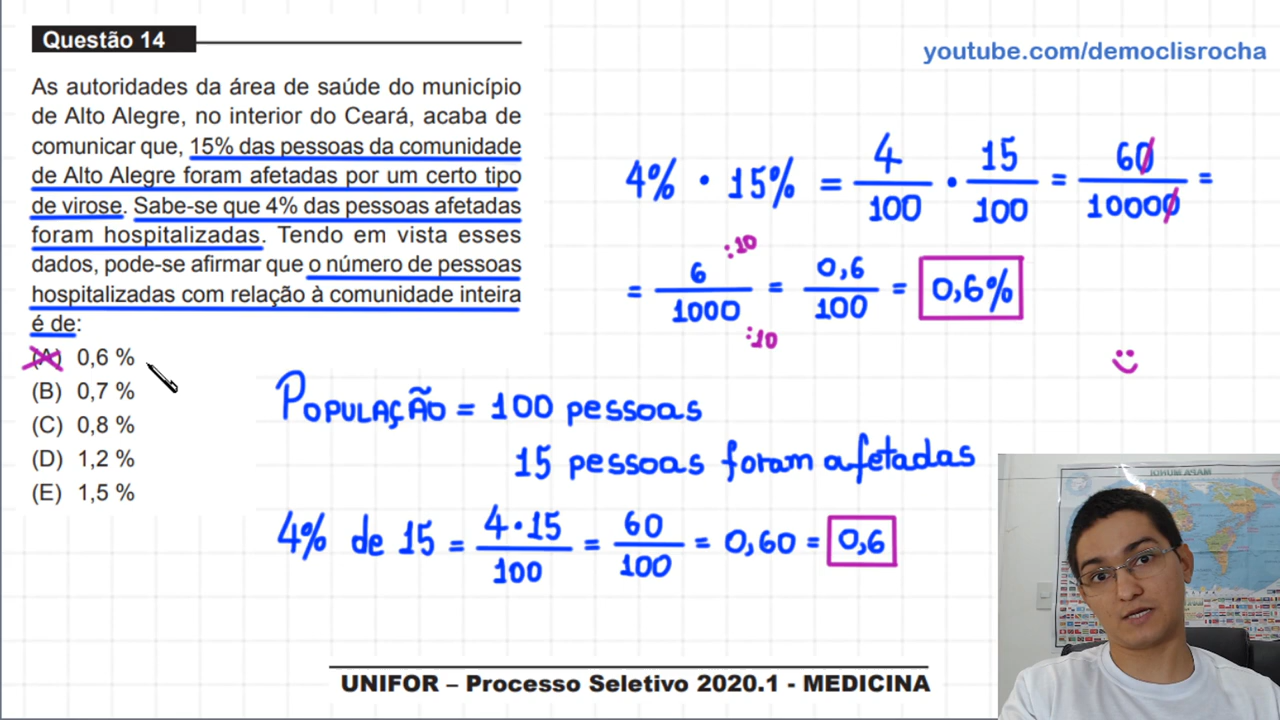 Questão 14
youtube.com/democlisrocha
As autoridades da área de saúde do município
de Alto Alegre, no interior do Ceará, acaba de
comunicar que, 15% das pessoas da comunidade
de Alto Alegre foram afetadas por um certo tipo
de virose. Sabe-se que 4% das pessoas afetadas
foram hospitalizadas. Tendo em vista esses
dados, pode-se afirmar que o número de pessoas
hospitalizadas com relação à comunidade inteira
é de:
(A) 0,6 %
(B) 0,7 %
(C) 0,8 %
(D) 1,2 %
(E) 1,5 %
4% · 15% = 4/100 · 15/100 = 60/10000 =
= 6/1000 = 0,6/100 = 0,6%
:10
:10
POPULAÇÃO = 100 pessoas
15 pessoas foram afetadas
4% de 15 = 4·15/100 = 60/100 = 0,60 = 0,6
MAPA MUNDI
UNIFOR – Processo Seletivo 2020.1 - MEDICINA